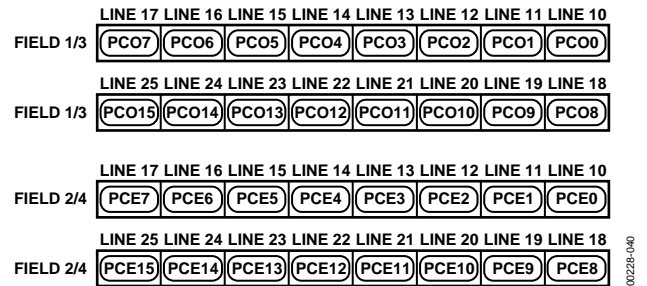 LINE 17 LINE 16 LINE 15 LINE 14 LINE 13 LINE 12 LINE 11 LINE 10
FIELD 1/3 PCO7 PCO6 PCO5 PCO4 PCO3 PCO2 PCO1 PCO0
LINE 25 LINE 24 LINE 23 LINE 22 LINE 21 LINE 20 LINE 19 LINE 18
FIELD 1/3 PCO15 PCO14 PCO13 PCO12 PCO11 PCO10 PCO9 PCO8
LINE 17 LINE 16 LINE 15 LINE 14 LINE 13 LINE 12 LINE 11 LINE 10
FIELD 2/4 PCE7 PCE6 PCE5 PCE4 PCE3 PCE2 PCE1 PCE0
LINE 25 LINE 24 LINE 23 LINE 22 LINE 21 LINE 20 LINE 19 LINE 18
FIELD 2/4 PCE15 PCE14 PCE13 PCE12 PCE11 PCE10 PCE9 PCE8
00228-040